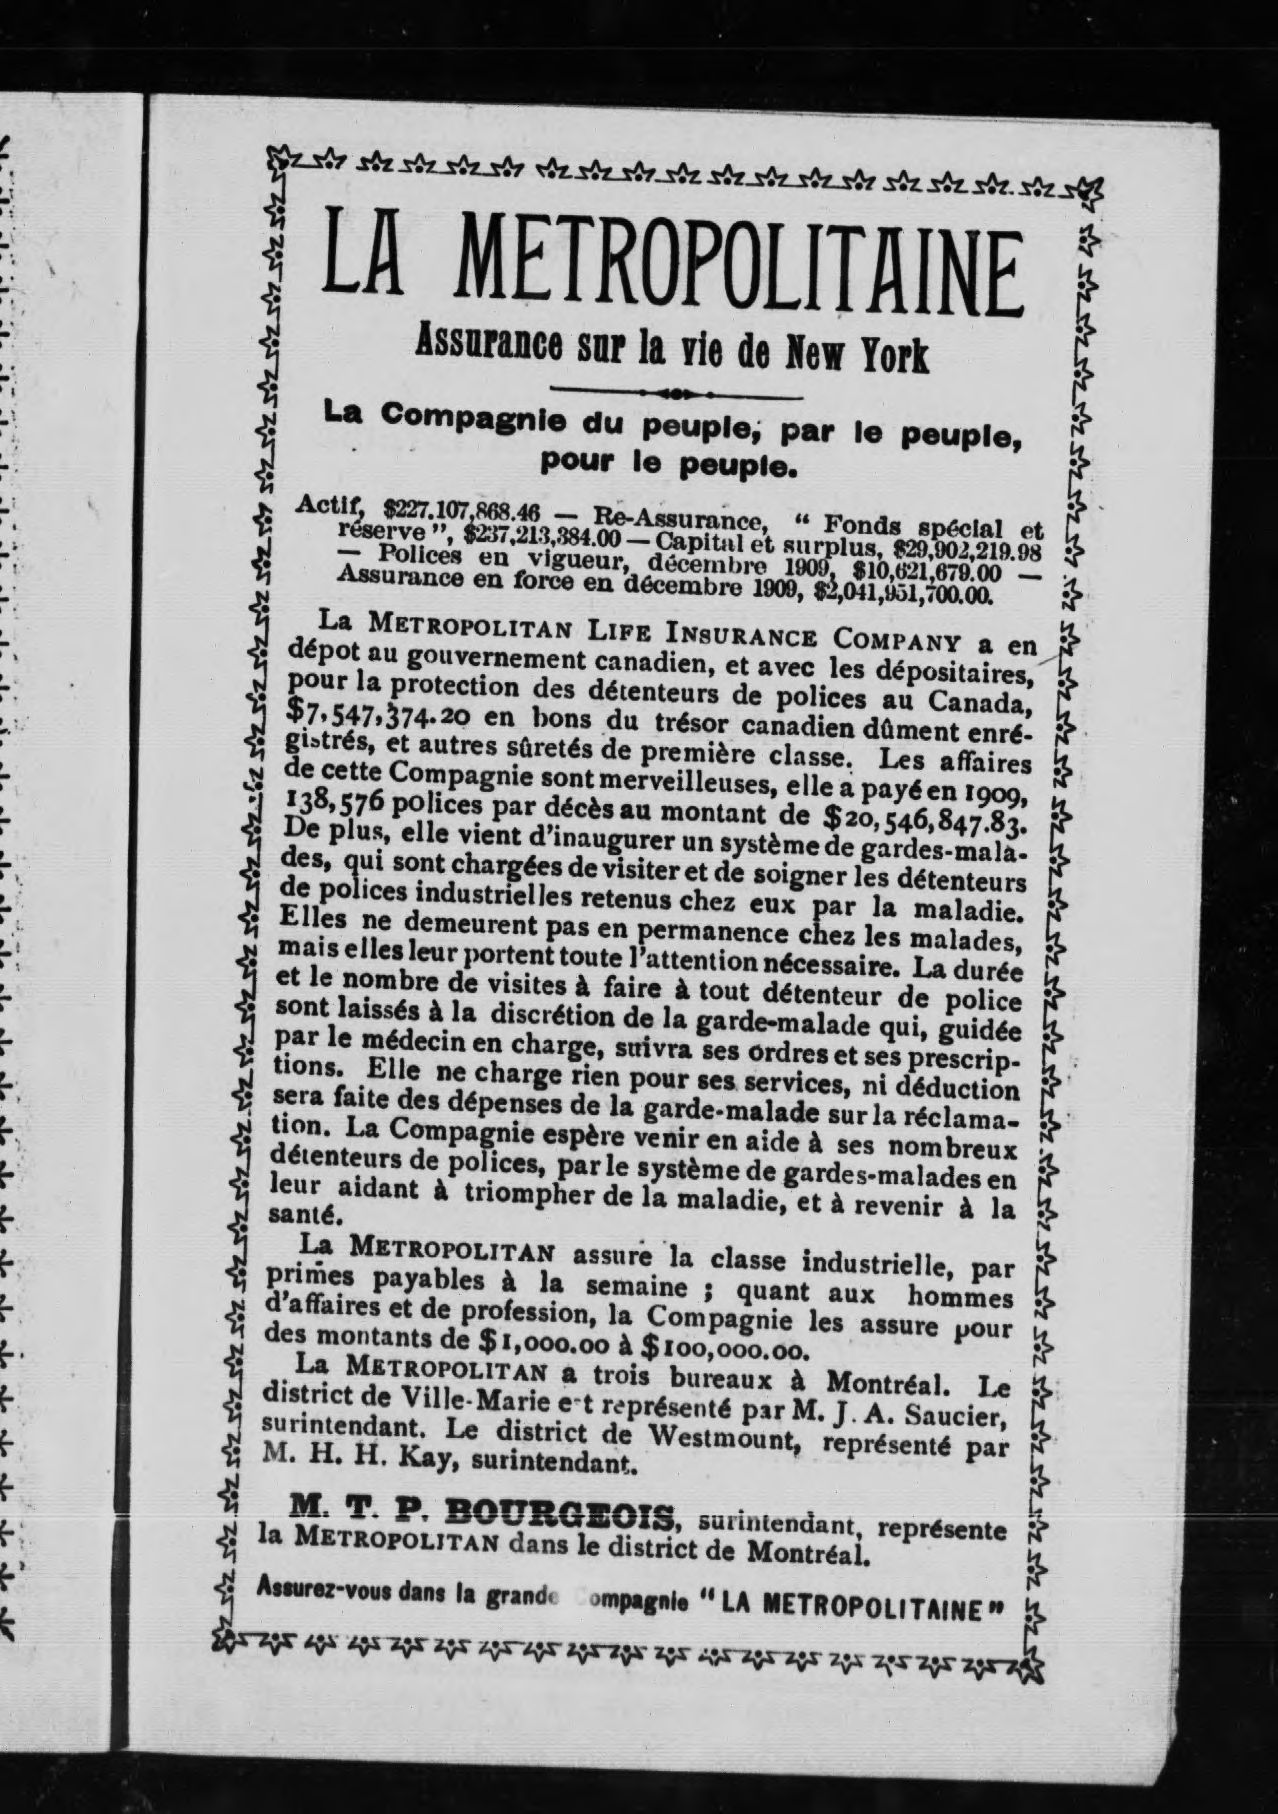 LA METROPOLITAINE
Assurance sur la vie de New York
La Compagnie du peuple, par le peuple,
pour le peuple.
Actif, $227,107,868.46 — Re-Assurance, “ Fonds spécial et
réserve ”, $237,213,384.00 — Capital et surplus, $29,902,219.98
— Polices en vigueur, décembre 1909, $10,621,679.00 —
Assurance en force en décembre 1909, $2,041,951,700.00.
La METROPOLITAN LIFE INSURANCE COMPANY a en
dépot au gouvernement canadien, et avec les dépositaires,
pour la protection des détenteurs de polices au Canada,
$7,547,374.20 en bons du trésor canadien dûment enré-
gistrés, et autres sûretés de première classe. Les affaires
de cette Compagnie sont merveilleuses, elle a payé en 1909,
138,576 polices par décès au montant de $20,546,847.83.
De plus, elle vient d’inaugurer un système de gardes-mala-
des, qui sont chargées de visiter et de soigner les détenteurs
de polices industrielles retenus chez eux par la maladie.
Elles ne demeurent pas en permanence chez les malades,
mais elles leur portent toute l’attention nécessaire. La durée
et le nombre de visites à faire à tout détenteur de police
sont laissés à la discrétion de la garde-malade qui, guidée
par le médecin en charge, suivra ses ordres et ses prescrip-
tions. Elle ne charge rien pour ses services, ni déduction
sera faite des dépenses de la garde-malade sur la réclama-
tion. La Compagnie espère venir en aide à ses nombreux
détenteurs de polices, par le système de gardes-malades en
leur aidant à triompher de la maladie, et à revenir à la
santé.
La METROPOLITAN assure la classe industrielle, par
primes payables à la semaine ; quant aux hommes
d’affaires et de profession, la Compagnie les assure pour
des montants de $1,000.00 à $100,000.00.
La METROPOLITAN a trois bureaux à Montréal. Le
district de Ville-Marie est représenté par M. J. A. Saucier,
surintendant. Le district de Westmount, représenté par
M. H. H. Kay, surintendant.
M. T. P. BOURGEOIS, surintendant, représente
la METROPOLITAN dans le district de Montréal.
Assurez-vous dans la grande Compagnie “ LA METROPOLITAINE ”